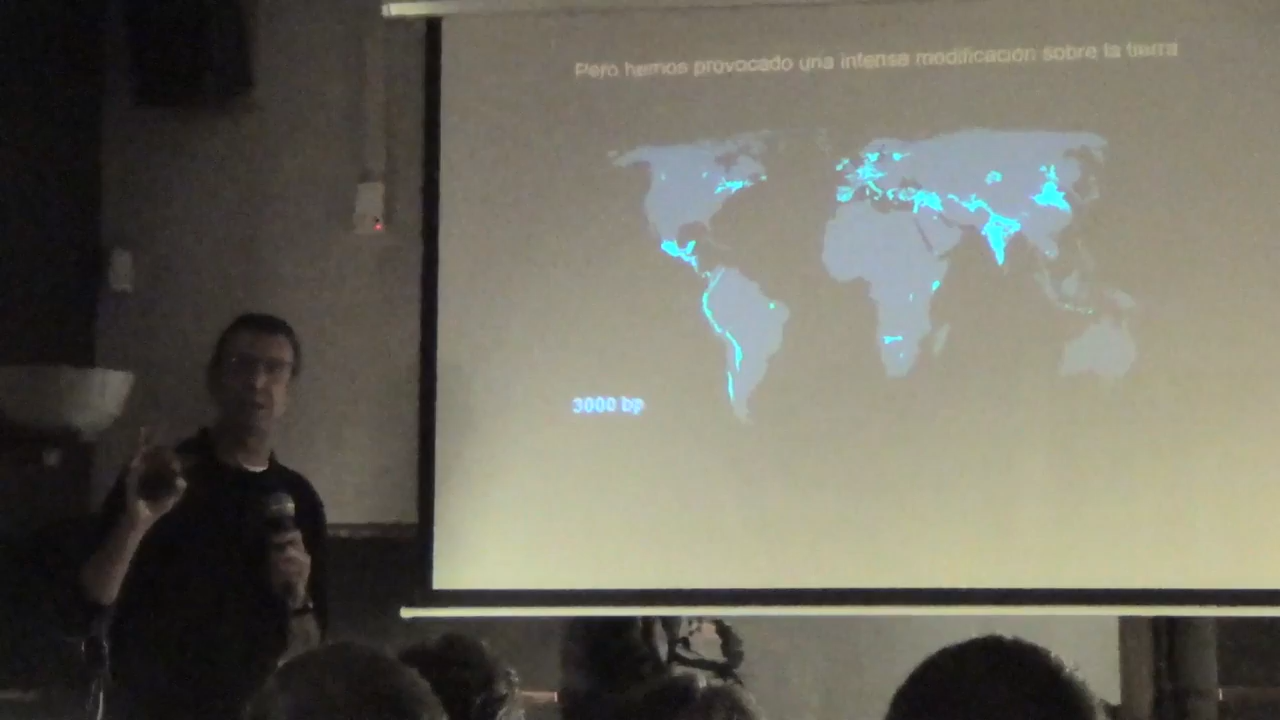 Pero hemos provocado una intensa modificación sobre la tierra
3000 bp